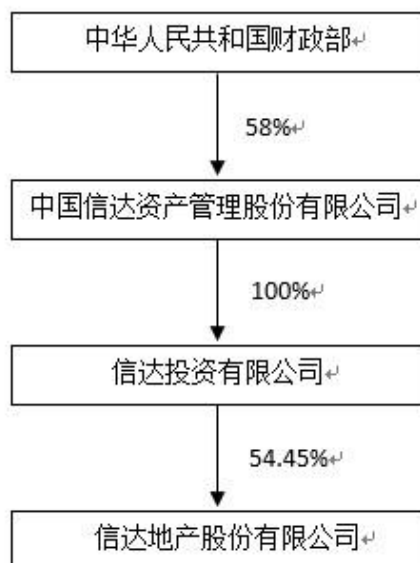 中华人民共和国财政部
58%
中国信达资产管理股份有限公司
100%
信达投资有限公司
54.45%
信达地产股份有限公司